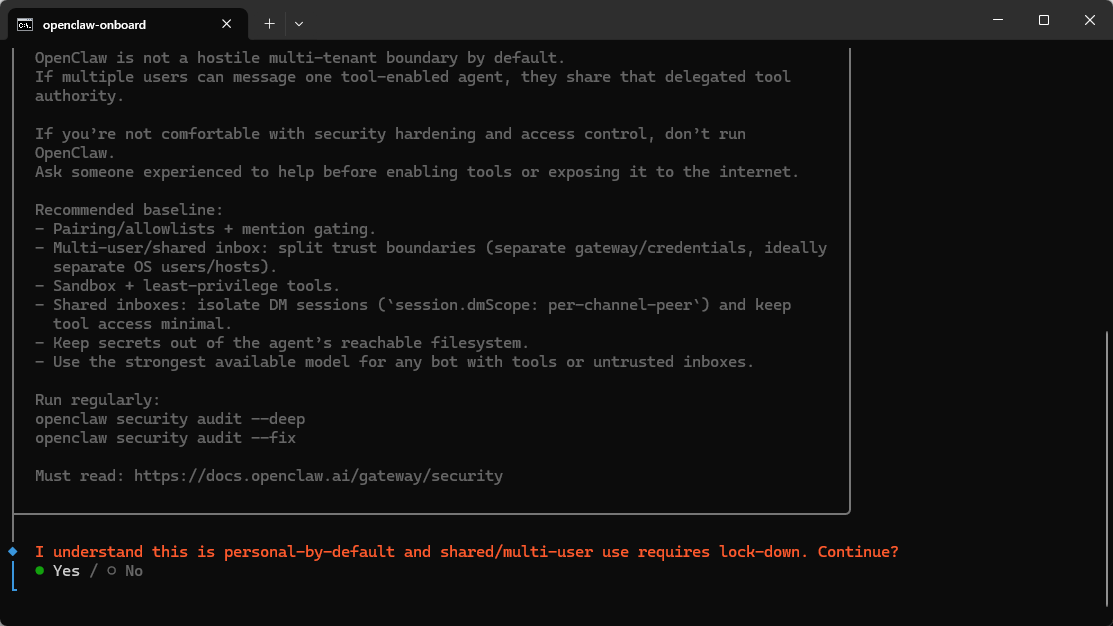 openclaw-onboard
OpenClaw is not a hostile multi-tenant boundary by default.
If multiple users can message one tool-enabled agent, they share that delegated tool
authority.
If you’re not comfortable with security hardening and access control, don’t run
OpenClaw.
Ask someone experienced to help before enabling tools or exposing it to the internet.
Recommended baseline:
- Pairing/allowlists + mention gating.
- Multi-user/shared inbox: split trust boundaries (separate gateway/credentials, ideally
separate OS users/hosts).
- Sandbox + least-privilege tools.
- Shared inboxes: isolate DM sessions (`session.dmScope: per-channel-peer`) and keep
tool access minimal.
- Keep secrets out of the agent’s reachable filesystem.
- Use the strongest available model for any bot with tools or untrusted inboxes.
Run regularly:
openclaw security audit --deep
openclaw security audit --fix
Must read: https://docs.openclaw.ai/gateway/security
I understand this is personal-by-default and shared/multi-user use requires lock-down. Continue?
● Yes / ○ No